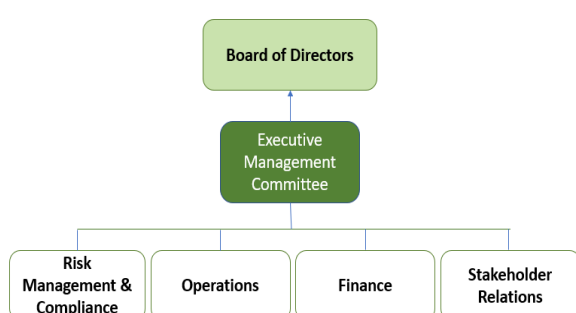 Board of Directors
Executive
Management
Committee
Risk
Management &
Compliance
Operations
Finance
Stakeholder
Relations